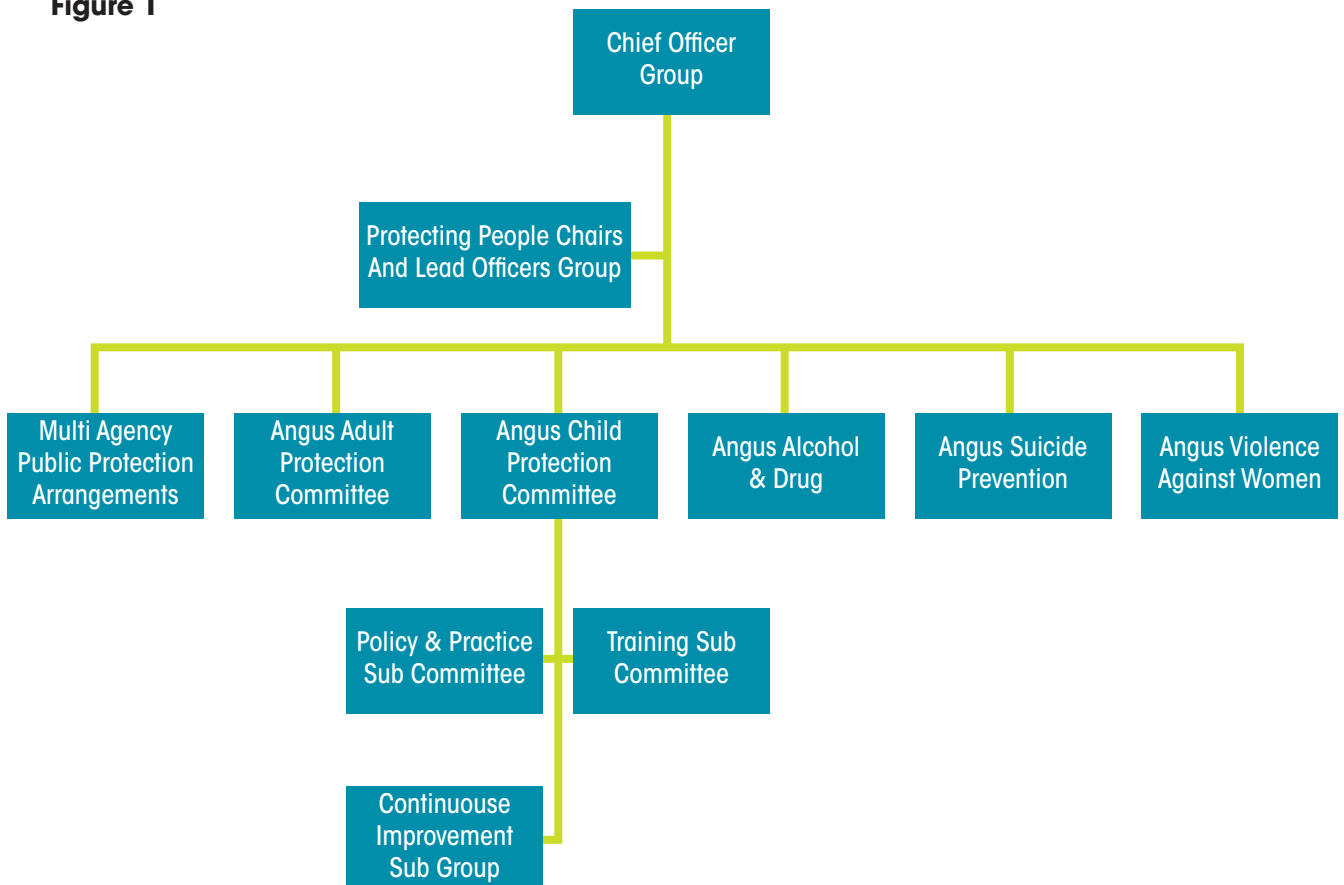 Figure 1
Chief Officer
Group
Protecting People Chairs
And Lead Officers Group
Multi Agency
Public Protection
Arrangements
Angus Adult
Protection
Committee
Angus Child
Protection
Committee
Angus Alcohol
& Drug
Angus Suicide
Prevention
Angus Violence
Against Women
Policy & Practice
Sub Committee
Training Sub
Committee
Continuouse
Improvement
Sub Group